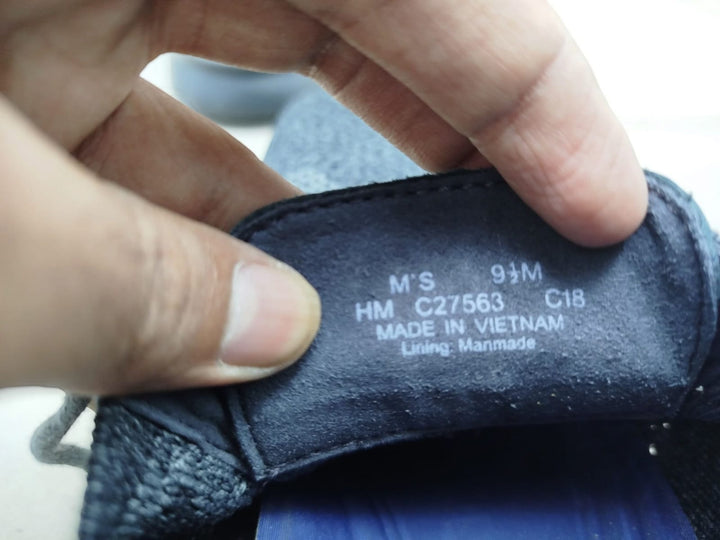 M'S 9½M
HM C27563 C18
MADE IN VIETNAM
Lining: Manmade